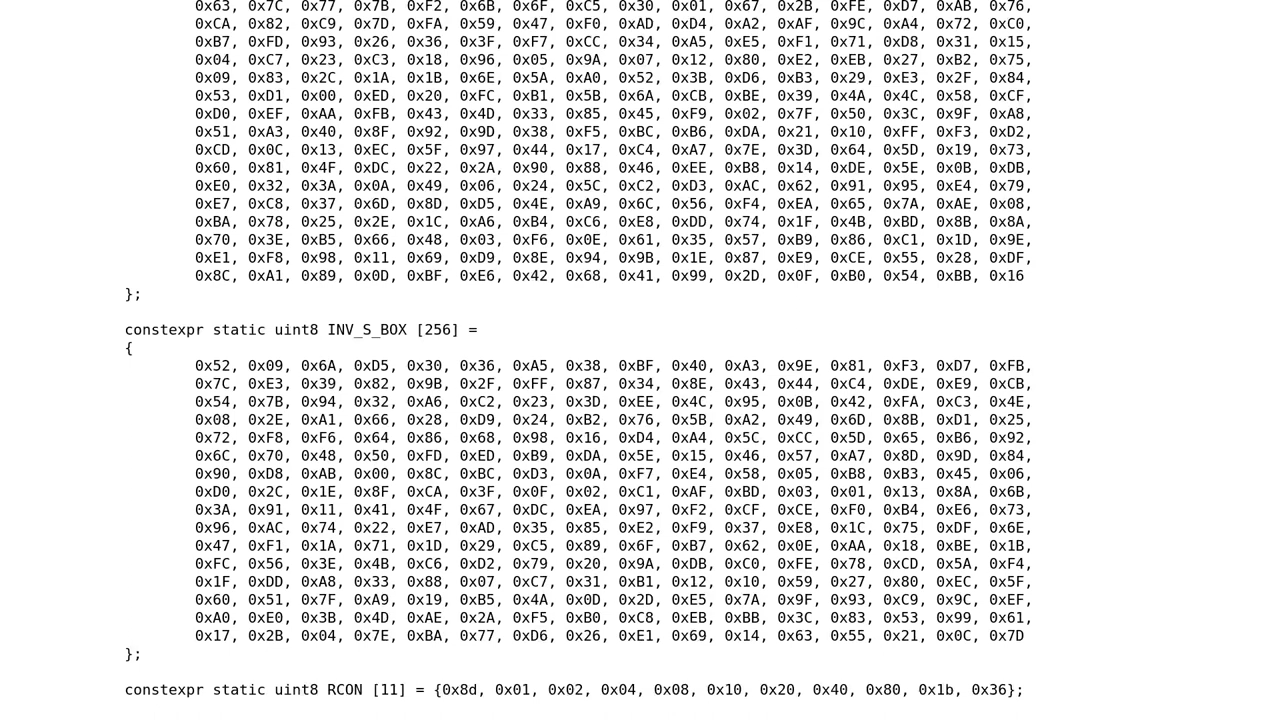 0x63, 0x7C, 0x77, 0x7B, 0xF2, 0x6B, 0x6F, 0xC5, 0x30, 0x01, 0x67, 0x2B, 0xFE, 0xD7, 0xAB, 0x76,
0xCA, 0x82, 0xC9, 0x7D, 0xFA, 0x59, 0x47, 0xF0, 0xAD, 0xD4, 0xA2, 0xAF, 0x9C, 0xA4, 0x72, 0xC0,
0xB7, 0xFD, 0x93, 0x26, 0x36, 0x3F, 0xF7, 0xCC, 0x34, 0xA5, 0xE5, 0xF1, 0x71, 0xD8, 0x31, 0x15,
0x04, 0xC7, 0x23, 0xC3, 0x18, 0x96, 0x05, 0x9A, 0x07, 0x12, 0x80, 0xE2, 0xEB, 0x27, 0xB2, 0x75,
0x09, 0x83, 0x2C, 0x1A, 0x1B, 0x6E, 0x5A, 0xA0, 0x52, 0x3B, 0xD6, 0xB3, 0x29, 0xE3, 0x2F, 0x84,
0x53, 0xD1, 0x00, 0xED, 0x20, 0xFC, 0xB1, 0x5B, 0x6A, 0xCB, 0xBE, 0x39, 0x4A, 0x4C, 0x58, 0xCF,
0xD0, 0xEF, 0xAA, 0xFB, 0x43, 0x4D, 0x33, 0x85, 0x45, 0xF9, 0x02, 0x7F, 0x50, 0x3C, 0x9F, 0xA8,
0x51, 0xA3, 0x40, 0x8F, 0x92, 0x9D, 0x38, 0xF5, 0xBC, 0xB6, 0xDA, 0x21, 0x10, 0xFF, 0xF3, 0xD2,
0xCD, 0x0C, 0x13, 0xEC, 0x5F, 0x97, 0x44, 0x17, 0xC4, 0xA7, 0x7E, 0x3D, 0x64, 0x5D, 0x19, 0x73,
0x60, 0x81, 0x4F, 0xDC, 0x22, 0x2A, 0x90, 0x88, 0x46, 0xEE, 0xB8, 0x14, 0xDE, 0x5E, 0x0B, 0xDB,
0xE0, 0x32, 0x3A, 0x0A, 0x49, 0x06, 0x24, 0x5C, 0xC2, 0xD3, 0xAC, 0x62, 0x91, 0x95, 0xE4, 0x79,
0xE7, 0xC8, 0x37, 0x6D, 0x8D, 0xD5, 0x4E, 0xA9, 0x6C, 0x56, 0xF4, 0xEA, 0x65, 0x7A, 0xAE, 0x08,
0xBA, 0x78, 0x25, 0x2E, 0x1C, 0xA6, 0xB4, 0xC6, 0xE8, 0xDD, 0x74, 0x1F, 0x4B, 0xBD, 0x8B, 0x8A,
0x70, 0x3E, 0xB5, 0x66, 0x48, 0x03, 0xF6, 0x0E, 0x61, 0x35, 0x57, 0xB9, 0x86, 0xC1, 0x1D, 0x9E,
0xE1, 0xF8, 0x98, 0x11, 0x69, 0xD9, 0x8E, 0x94, 0x9B, 0x1E, 0x87, 0xE9, 0xCE, 0x55, 0x28, 0xDF,
0x8C, 0xA1, 0x89, 0x0D, 0xBF, 0xE6, 0x42, 0x68, 0x41, 0x99, 0x2D, 0x0F, 0xB0, 0x54, 0xBB, 0x16
};
constexpr static uint8 INV_S_BOX [256] =
{
0x52, 0x09, 0x6A, 0xD5, 0x30, 0x36, 0xA5, 0x38, 0xBF, 0x40, 0xA3, 0x9E, 0x81, 0xF3, 0xD7, 0xFB,
0x7C, 0xE3, 0x39, 0x82, 0x9B, 0x2F, 0xFF, 0x87, 0x34, 0x8E, 0x43, 0x44, 0xC4, 0xDE, 0xE9, 0xCB,
0x54, 0x7B, 0x94, 0x32, 0xA6, 0xC2, 0x23, 0x3D, 0xEE, 0x4C, 0x95, 0x0B, 0x42, 0xFA, 0xC3, 0x4E,
0x08, 0x2E, 0xA1, 0x66, 0x28, 0xD9, 0x24, 0xB2, 0x76, 0x5B, 0xA2, 0x49, 0x6D, 0x8B, 0xD1, 0x25,
0x72, 0xF8, 0xF6, 0x64, 0x86, 0x68, 0x98, 0x16, 0xD4, 0xA4, 0x5C, 0xCC, 0x5D, 0x65, 0xB6, 0x92,
0x6C, 0x70, 0x48, 0x50, 0xFD, 0xED, 0xB9, 0xDA, 0x5E, 0x15, 0x46, 0x57, 0xA7, 0x8D, 0x9D, 0x84,
0x90, 0xD8, 0xAB, 0x00, 0x8C, 0xBC, 0xD3, 0x0A, 0xF7, 0xE4, 0x58, 0x05, 0xB8, 0xB3, 0x45, 0x06,
0xD0, 0x2C, 0x1E, 0x8F, 0xCA, 0x3F, 0x0F, 0x02, 0xC1, 0xAF, 0xBD, 0x03, 0x01, 0x13, 0x8A, 0x6B,
0x3A, 0x91, 0x11, 0x41, 0x4F, 0x67, 0xDC, 0xEA, 0x97, 0xF2, 0xCF, 0xCE, 0xF0, 0xB4, 0xE6, 0x73,
0x96, 0xAC, 0x74, 0x22, 0xE7, 0xAD, 0x35, 0x85, 0xE2, 0xF9, 0x37, 0xE8, 0x1C, 0x75, 0xDF, 0x6E,
0x47, 0xF1, 0x1A, 0x71, 0x1D, 0x29, 0xC5, 0x89, 0x6F, 0xB7, 0x62, 0x0E, 0xAA, 0x18, 0xBE, 0x1B,
0xFC, 0x56, 0x3E, 0x4B, 0xC6, 0xD2, 0x79, 0x20, 0x9A, 0xDB, 0xC0, 0xFE, 0x78, 0xCD, 0x5A, 0xF4,
0x1F, 0xDD, 0xA8, 0x33, 0x88, 0x07, 0xC7, 0x31, 0xB1, 0x12, 0x10, 0x59, 0x27, 0x80, 0xEC, 0x5F,
0x60, 0x51, 0x7F, 0xA9, 0x19, 0xB5, 0x4A, 0x0D, 0x2D, 0xE5, 0x7A, 0x9F, 0x93, 0xC9, 0x9C, 0xEF,
0xA0, 0xE0, 0x3B, 0x4D, 0xAE, 0x2A, 0xF5, 0xB0, 0xC8, 0xEB, 0xBB, 0x3C, 0x83, 0x53, 0x99, 0x61,
0x17, 0x2B, 0x04, 0x7E, 0xBA, 0x77, 0xD6, 0x26, 0xE1, 0x69, 0x14, 0x63, 0x55, 0x21, 0x0C, 0x7D
};
constexpr static uint8 RCON [11] = {0x8d, 0x01, 0x02, 0x04, 0x08, 0x10, 0x20, 0x40, 0x80, 0x1b, 0x36};